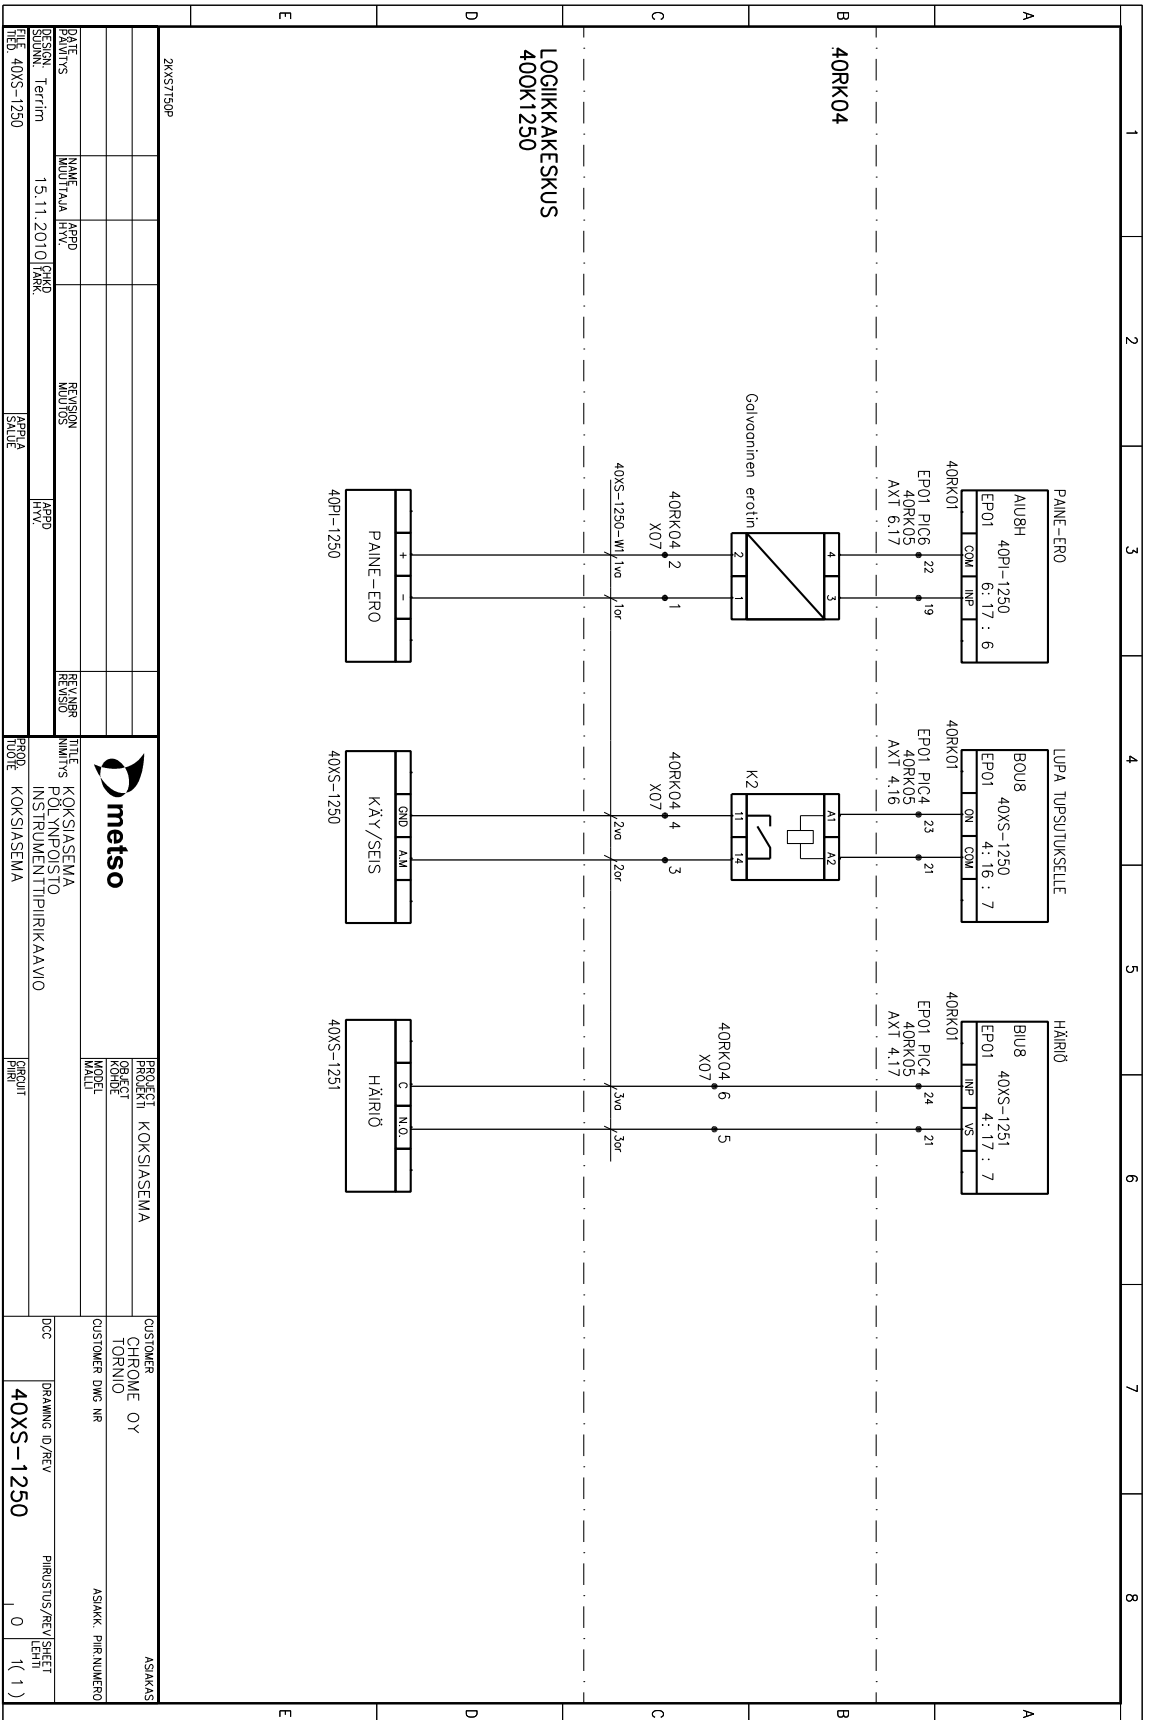 1 2 3 4 5 6 7 8
A
B
C
D
E
A
B
C
D
E
PAINE-ERO
AIU8H 40PI-1250
EP01 6: 17 : 6
COM INP
40RK01
22 19
EP01 PIC6
40RK05
AXT 6.17
LUPA TUPSUTUKSELLE
BOU8 40XS-1250
EP01 4: 16 : 7
ON COM
40RK01
23 21
EP01 PIC4
40RK05
AXT 4.16
HÄIRIÖ
BIU8 40XS-1251
EP01 4: 17 : 7
INP VS
40RK01
24 21
EP01 PIC4
40RK05
AXT 4.17
40RK04
4 3
2 1
Galvaaninen erotin
A1 A2
11 14
K2
40RK04 2 1
X07
40RK04 4 3
X07
40RK04 6 5
X07
40XS-1250-W1 1va 1or 2va 2or 3va 3or
LOGIIKKAKESKUS
400K1250
+ -
PAINE-ERO
40PI-1250
GND A.M
KÄY/SEIS
40XS-1250
C N.O.
HÄIRIÖ
40XS-1251
2KXS7T50P
DATE
PÄIVITYS
NAME
MUUTTAJA
APPD
HYV.
REVISION
MUUTOS
REV.NBR
REVISIO
DESIGN.
SUUNN. Terrim 15.11.2010
CHKD
TARK.
APPD
HYV.
FILE
TIED. 40XS-1250
APPLA
SALUE
metso
TITLE
NIMITYS KOKSIASEMA
PÖLYNPOISTO
INSTRUMENTTIPIIRIKAAVIO
PROD.
TUOTE KOKSIASEMA
PROJECT
PROJEKTI KOKSIASEMA
OBJECT
KOHDE
MODEL
MALLI
CIRCUIT
PIIRI
CUSTOMER ASIAKAS
CHROME OY
TORNIO
CUSTOMER DWG NR ASIAKK. PIIR.NUMERO
DCC
DRAWING ID/REV PIIRUSTUS/REV
40XS-1250 0
SHEET
LEHTI
1( 1 )